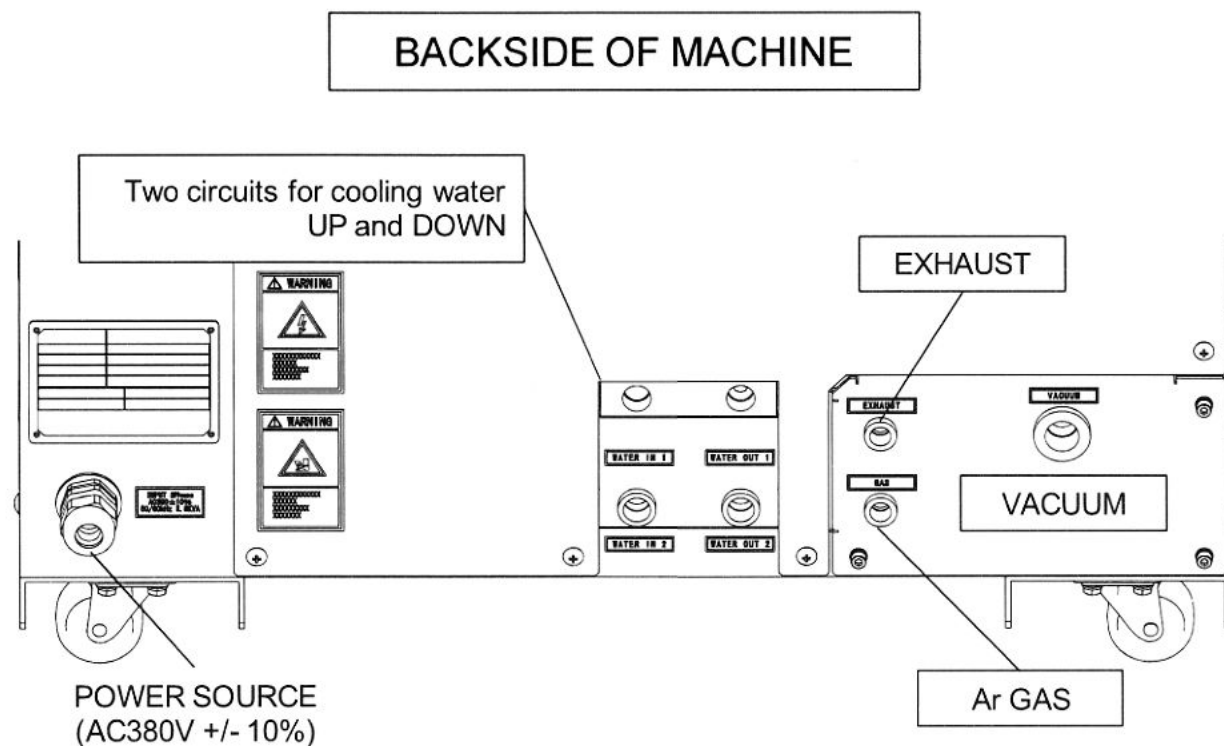 BACKSIDE OF MACHINE
Two circuits for cooling water
UP and DOWN
EXHAUST
WARNING
EXHAUST
VACUUM
WARNING
WATER IN 1
WATER OUT 1
GAS
VACUUM
WATER IN 2
WATER OUT 2
POWER SOURCE
(AC380V +/- 10%)
Ar GAS